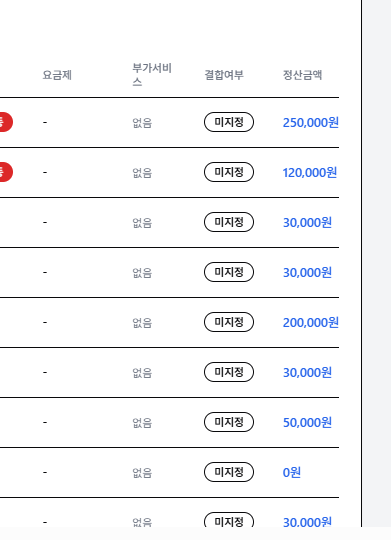 요금제 부가서비스 결합여부 정산금액
- 없음 미지정 250,000원
- 없음 미지정 120,000원
- 없음 미지정 30,000원
- 없음 미지정 30,000원
- 없음 미지정 200,000원
- 없음 미지정 30,000원
- 없음 미지정 50,000원
- 없음 미지정 0원
- 없음 미지정 30,000원